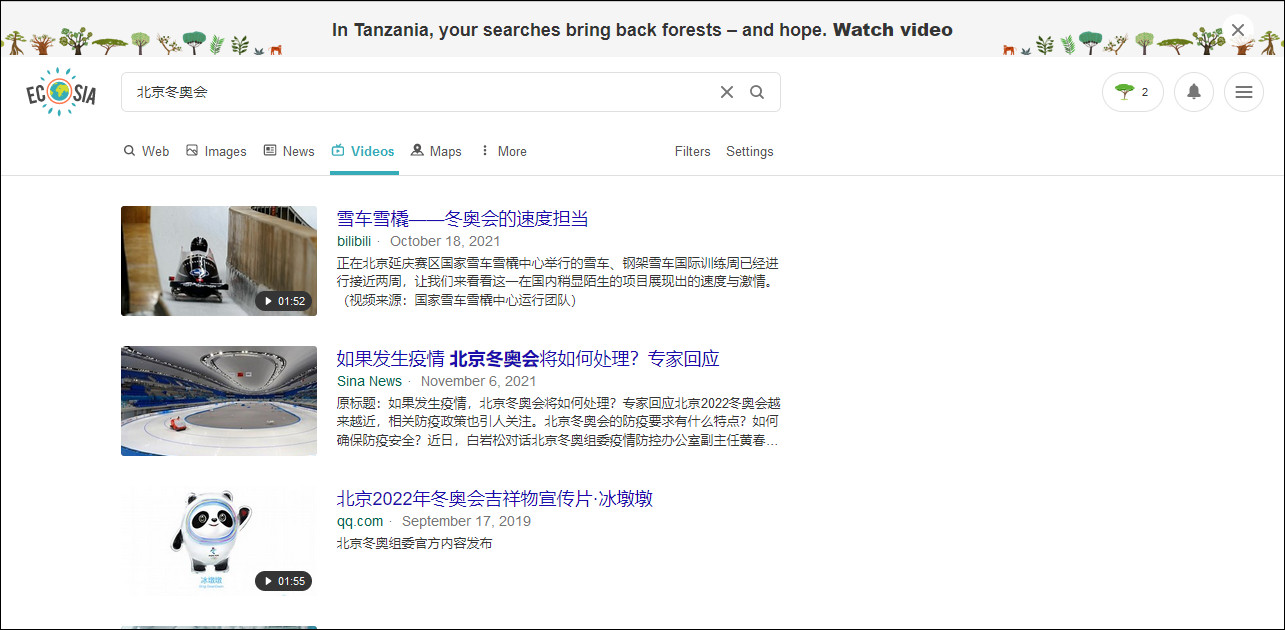 In Tanzania, your searches bring back forests – and hope. Watch video
ECOSIA
北京冬奥会
2
Web
Images
News
Videos
Maps
More
Filters
Settings
雪车雪橇——冬奥会的速度担当
bilibili · October 18, 2021
正在北京延庆赛区国家雪车雪橇中心举行的雪车、钢架雪车国际训练周已经进
行接近两周，让我们来看看这一在国内稍显陌生的项目展现出的速度与激情。
（视频来源：国家雪车雪橇中心运行团队）
01:52
如果发生疫情 北京冬奥会将如何处理？专家回应
Sina News · November 6, 2021
原标题：如果发生疫情，北京冬奥会将如何处理？专家回应北京2022冬奥会越
来越近，相关防疫政策也引人关注。北京冬奥会的防疫要求有什么特点？如何
确保防疫安全？近日，白岩松对话北京冬奥组委疫情防控办公室副主任黄春…
北京2022年冬奥会吉祥物宣传片·冰墩墩
qq.com · September 17, 2019
北京冬奥组委官方内容发布
冰墩墩
01:55